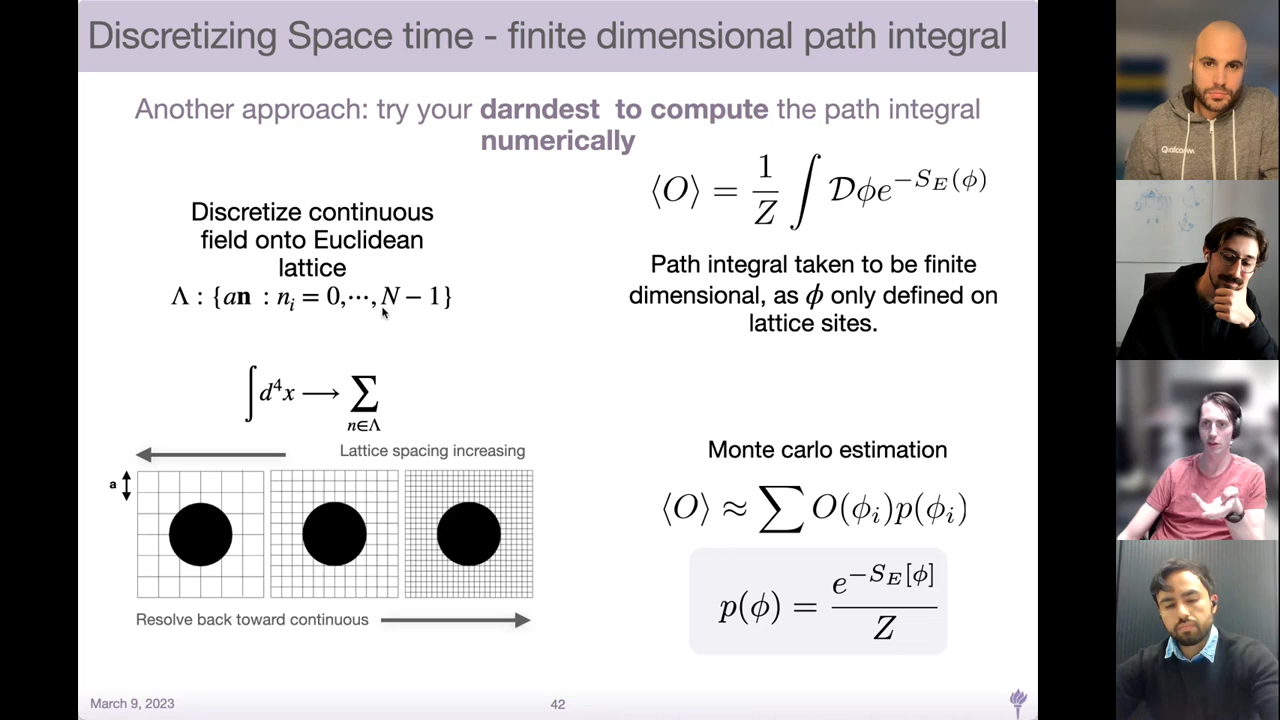 Discretizing Space time - finite dimensional path integral
Another approach: try your darndest to compute the path integral
numerically
⟨O⟩ = 1/Z ∫ 𝒟ϕe^{−S_E(ϕ)}
Discretize continuous
field onto Euclidean
lattice
Λ : {an : n_i = 0,⋯, N − 1}
Path integral taken to be finite
dimensional, as ϕ only defined on
lattice sites.
∫d⁴x ⟶ ∑_{n∈Λ}
Lattice spacing increasing
a
Resolve back toward continuous
Monte carlo estimation
⟨O⟩ ≈ ∑ O(ϕ_i)p(ϕ_i)
p(ϕ) = e^{−S_E[ϕ]}/Z
March 9, 2023
42
Qualcomm